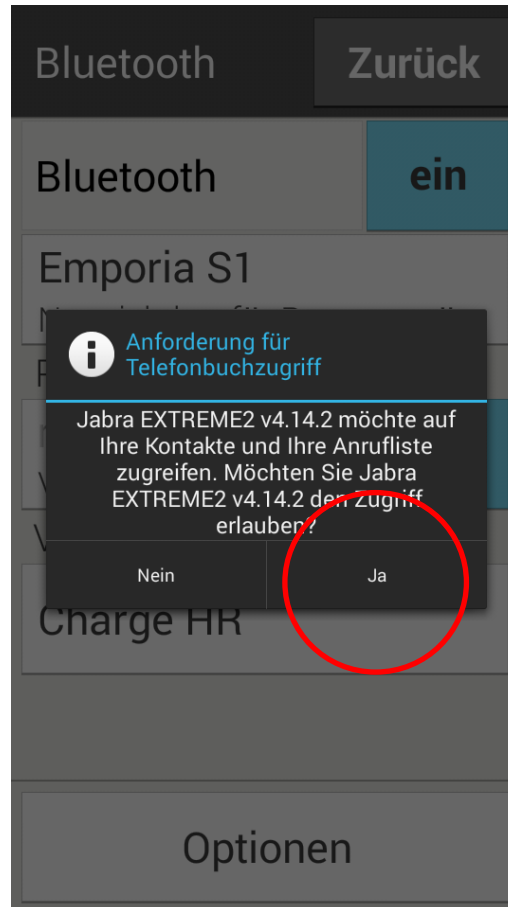 Bluetooth Zurück
Bluetooth ein
Emporia S1
Anforderung für
Telefonbuchzugriff
Jabra EXTREME2 v4.14.2 möchte auf
Ihre Kontakte und Ihre Anrufliste
zugreifen. Möchten Sie Jabra
EXTREME2 v4.14.2 den Zugriff
erlauben?
Nein Ja
Charge HR
Optionen